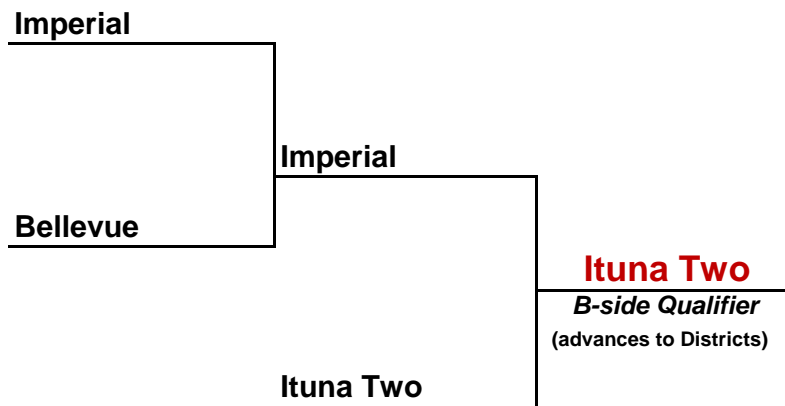 Imperial
Imperial
Bellevue
Ituna Two
B-side Qualifier
(advances to Districts)
Ituna Two